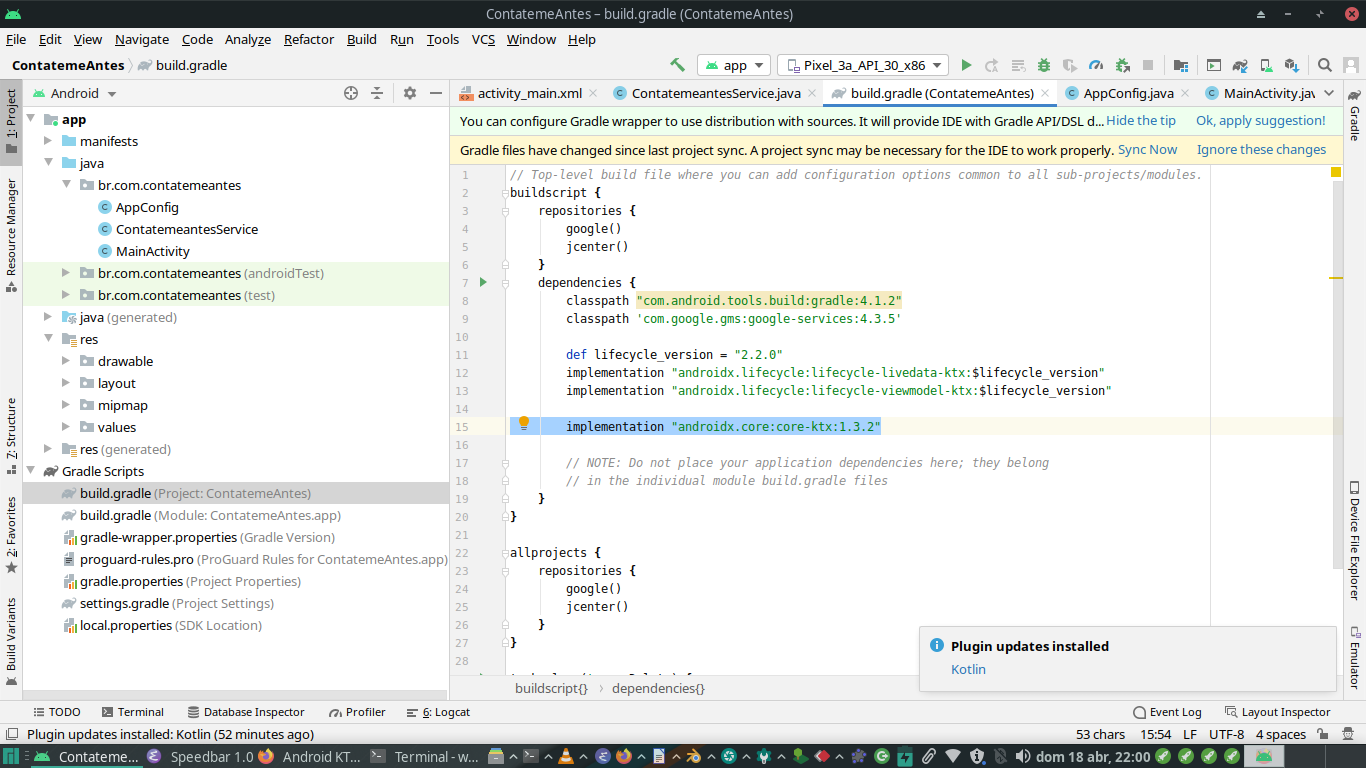 ContatemeAntes – build.gradle (ContatemeAntes)
File Edit View Navigate Code Analyze Refactor Build Run Tools VCS Window Help
ContatemeAntes build.gradle app Pixel_3a_API_30_x86
1: Project
Resource Manager
7: Structure
2: Favorites
Build Variants
Android
app
manifests
java
br.com.contatemeantes
AppConfig
ContatemeantesService
MainActivity
br.com.contatemeantes (androidTest)
br.com.contatemeantes (test)
java (generated)
res
drawable
layout
mipmap
values
res (generated)
Gradle Scripts
build.gradle (Project: ContatemeAntes)
build.gradle (Module: ContatemeAntes.app)
gradle-wrapper.properties (Gradle Version)
proguard-rules.pro (ProGuard Rules for ContatemeAntes.app)
gradle.properties (Project Properties)
settings.gradle (Project Settings)
local.properties (SDK Location)
activity_main.xml ContatemeantesService.java build.gradle (ContatemeAntes) AppConfig.java MainActivity.jav
You can configure Gradle wrapper to use distribution with sources. It will provide IDE with Gradle API/DSL d... Hide the tip Ok, apply suggestion!
Gradle files have changed since last project sync. A project sync may be necessary for the IDE to work properly. Sync Now Ignore these changes
1 // Top-level build file where you can add configuration options common to all sub-projects/modules.
2 buildscript {
3 repositories {
4 google()
5 jcenter()
6 }
7 dependencies {
8 classpath "com.android.tools.build:gradle:4.1.2"
9 classpath 'com.google.gms:google-services:4.3.5'
10
11 def lifecycle_version = "2.2.0"
12 implementation "androidx.lifecycle:lifecycle-livedata-ktx:$lifecycle_version"
13 implementation "androidx.lifecycle:lifecycle-viewmodel-ktx:$lifecycle_version"
14
15 implementation "androidx.core:core-ktx:1.3.2"
16
17 // NOTE: Do not place your application dependencies here; they belong
18 // in the individual module build.gradle files
19 }
20 }
21
22 allprojects {
23 repositories {
24 google()
25 jcenter()
26 }
27 }
28
buildscript{} dependencies{}
Plugin updates installed
Kotlin
Gradle
Device File Explorer
Emulator
TODO Terminal Database Inspector Profiler 6: Logcat Event Log Layout Inspector
Plugin updates installed: Kotlin (52 minutes ago) 53 chars 15:54 LF UTF-8 4 spaces
Contateme... Speedbar 1.0 Android KT... Terminal - w... dom 18 abr, 22:00